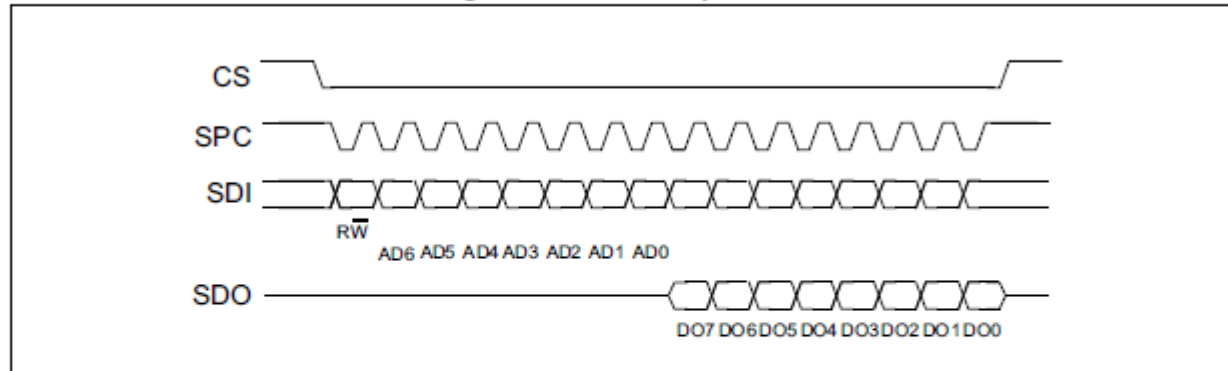 CS
SPC
SDI
RW
AD6 AD5 AD4 AD3 AD2 AD1 AD0
SDO
DO7 DO6 DO5 DO4 DO3 DO2 DO1 DO0